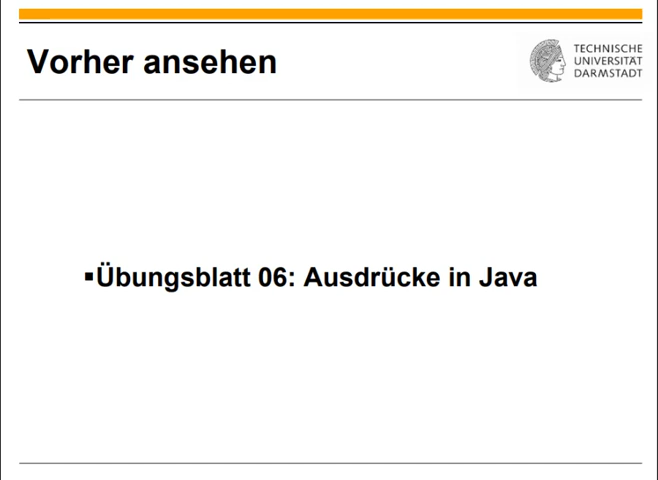 Vorher ansehen
TECHNISCHE
UNIVERSITÄT
DARMSTADT
▪Übungsblatt 06: Ausdrücke in Java